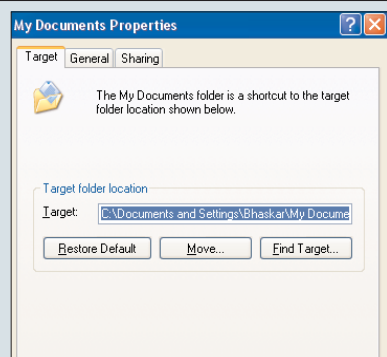 My Documents Properties
Target General Sharing
The My Documents folder is a shortcut to the target
folder location shown below.
Target folder location
Target: C:\Documents and Settings\Bhaskar\My Docume
Restore Default Move... Find Target...